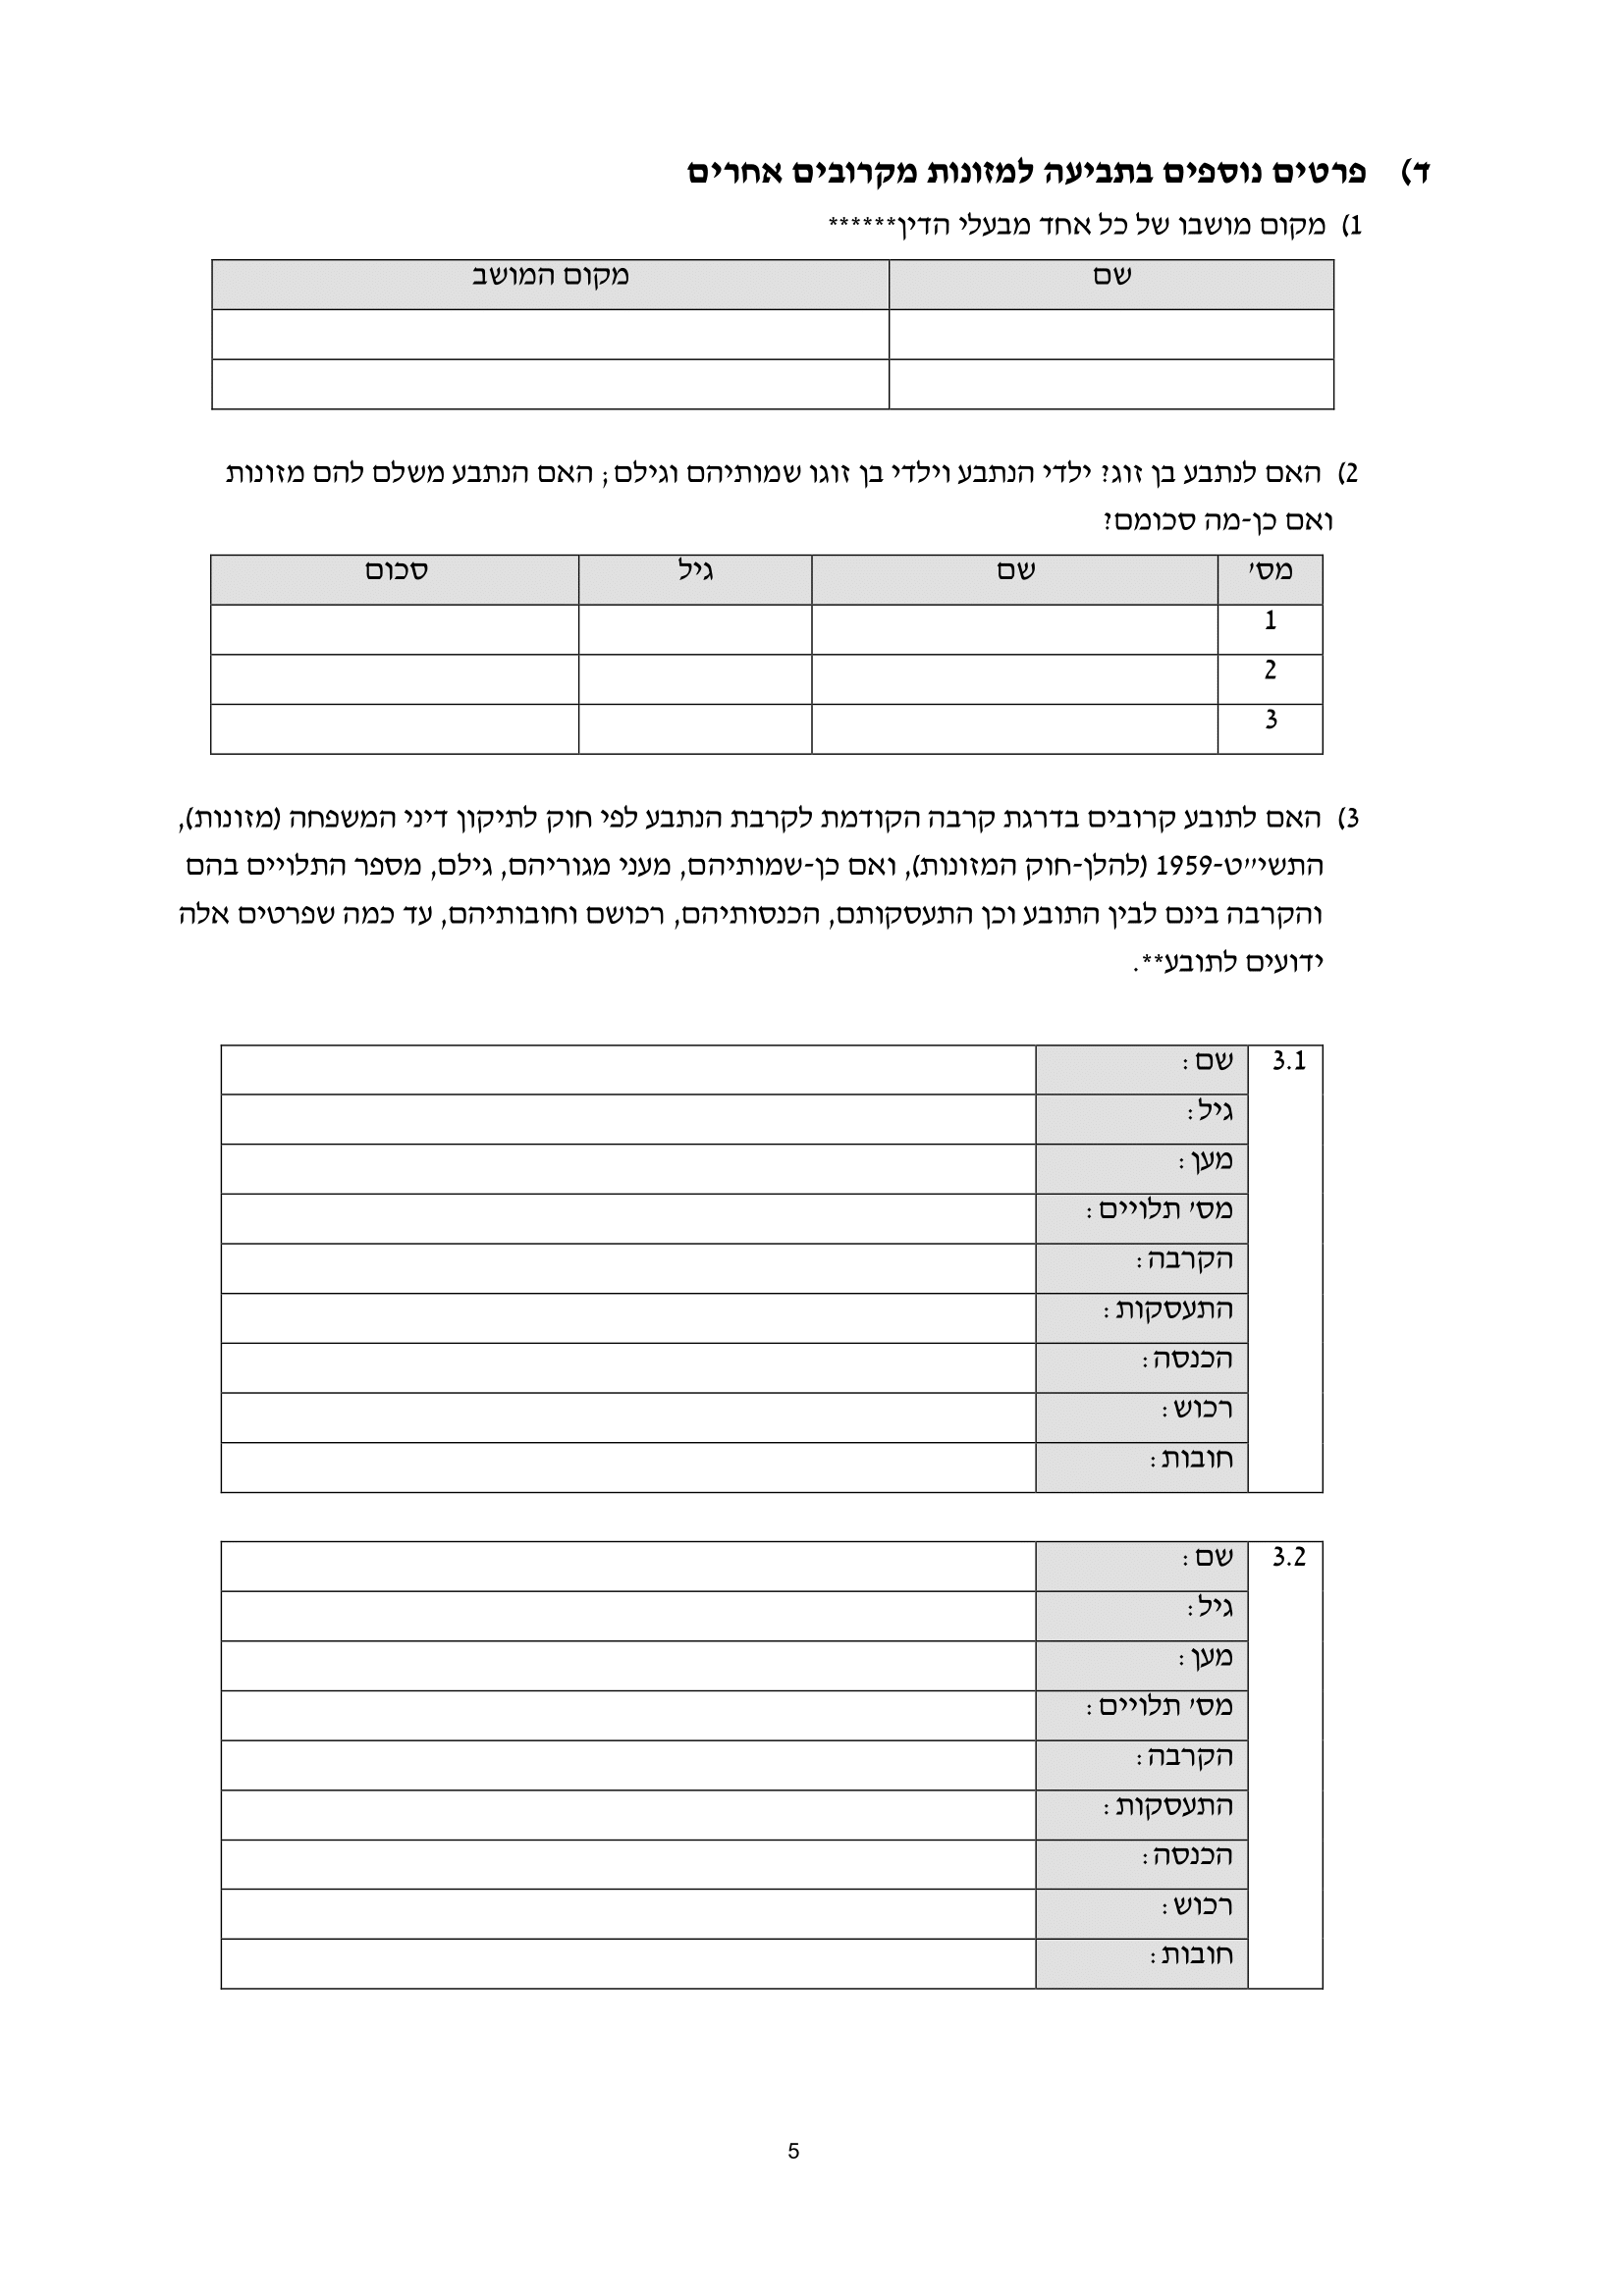 ד) פרטים נוספים בתביעה למזונות מקרובים אחרים
1) מקום מושבו של כל אחד מבעלי הדין******
שם מקום המושב
2) האם לנתבע בן זוג? ילדי הנתבע וילדי בן זוגו שמותיהם וגילם; האם הנתבע משלם להם מזונות
ואם כן-מה סכומם?
מס' שם גיל סכום
1
2
3
3) האם לתובע קרובים בדרגת קרבה הקודמת לקרבת הנתבע לפי חוק לתיקון דיני המשפחה (מזונות),
התשי"ט-1959 (להלן-חוק המזונות), ואם כן-שמותיהם, מעני מגוריהם, גילם, מספר התלויים בהם
והקרבה בינם לבין התובע וכן התעסקותם, הכנסותיהם, רכושם וחובותיהם, עד כמה שפרטים אלה
ידועים לתובע**.
3.1 שם:
גיל:
מען:
מס' תלויים:
הקרבה:
התעסקות:
הכנסה:
רכוש:
חובות:
3.2 שם:
גיל:
מען:
מס' תלויים:
הקרבה:
התעסקות:
הכנסה:
רכוש:
חובות:
5